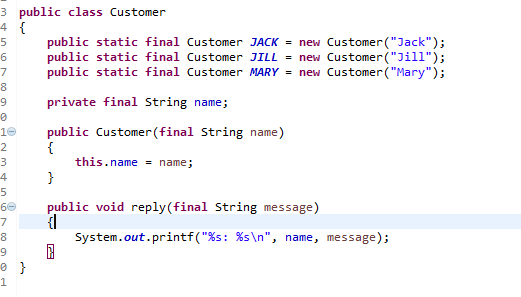 3 public class Customer
4 {
5     public static final Customer JACK = new Customer("Jack");
6     public static final Customer JILL = new Customer("Jill");
7     public static final Customer MARY = new Customer("Mary");
8
9     private final String name;
0
1     public Customer(final String name)
2     {
3         this.name = name;
4     }
5
6     public void reply(final String message)
7     {
8         System.out.printf("%s: %s\n", name, message);
9     }
0 }
1